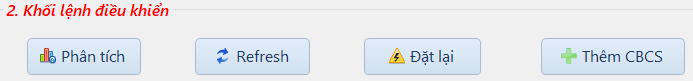 2. Khối lệnh điều khiển
Phân tích Refresh Đặt lại Thêm CBCS